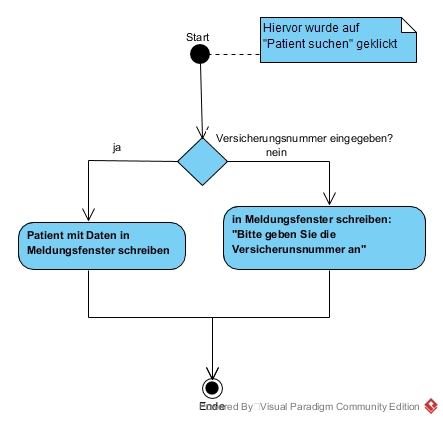 Hiervor wurde auf
"Patient suchen" geklickt
Start
Versicherungsnummer eingegeben?
ja
nein
Patient mit Daten in
Meldungsfenster schreiben
in Meldungsfenster schreiben:
"Bitte geben Sie die
Versicherunsnummer an"
Ende
Powered By Visual Paradigm Community Edition